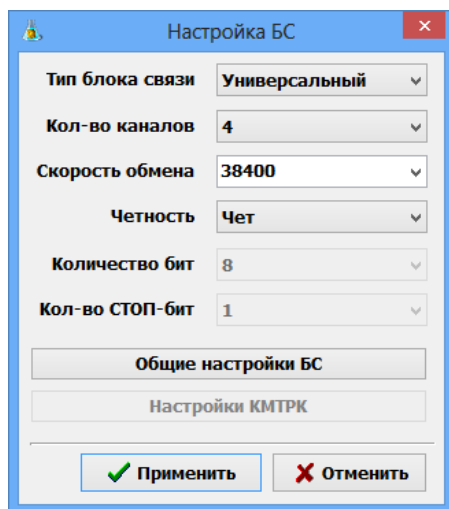 Настройка БС
Тип блока связи Универсальный
Кол-во каналов 4
Скорость обмена 38400
Четность Чет
Количество бит 8
Кол-во СТОП-бит 1
Общие настройки БС
Настройки КМТРК
Применить Отменить